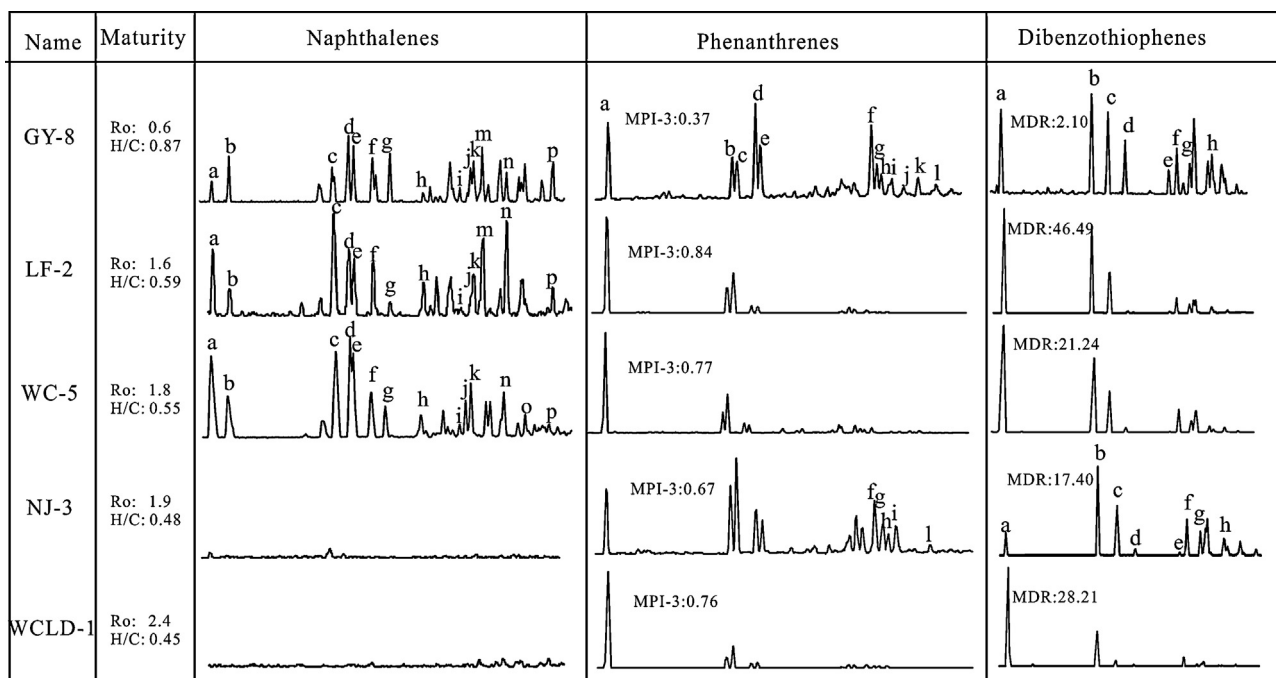 Name Maturity Naphthalenes Phenanthrenes Dibenzothiophenes
GY-8
Ro: 0.6
H/C: 0.87
a b c d e f g h i j k m n p
MPI-3:0.37
a b c d e f g h i j k l
MDR:2.10
a b c d e f g h
LF-2
Ro: 1.6
H/C: 0.59
a b c d e f g h i j k m n p
MPI-3:0.84
MDR:46.49
WC-5
Ro: 1.8
H/C: 0.55
a b c d e f g h i j k n o p
MPI-3:0.77
MDR:21.24
NJ-3
Ro: 1.9
H/C: 0.48
MPI-3:0.67
f g h i l
MDR:17.40
a b c d e f g h
WCLD-1
Ro: 2.4
H/C: 0.45
MPI-3:0.76
MDR:28.21